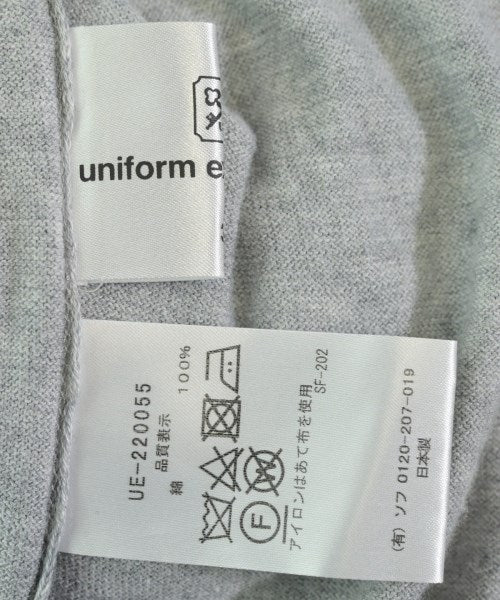 uniform e
UE-220055
品質表示
綿 100%
F W
アイロンはあて布を使用
SF-202
(有) ソフ 0120-207-019
日本製